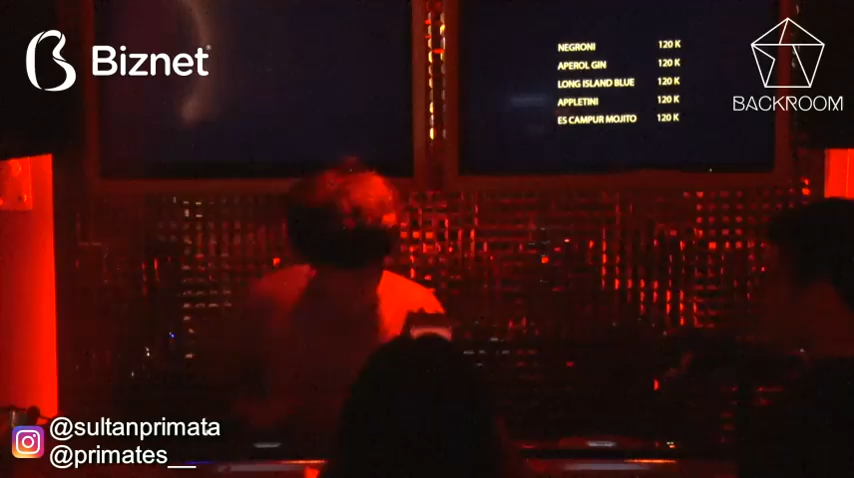 Biznet
NEGRONI 120 K
APEROL GIN 120 K
LONG ISLAND BLUE 120 K
APPLETINI 120 K
ES CAMPUR MOJITO 120 K
BACKROOM
@sultanprimata
@primates__